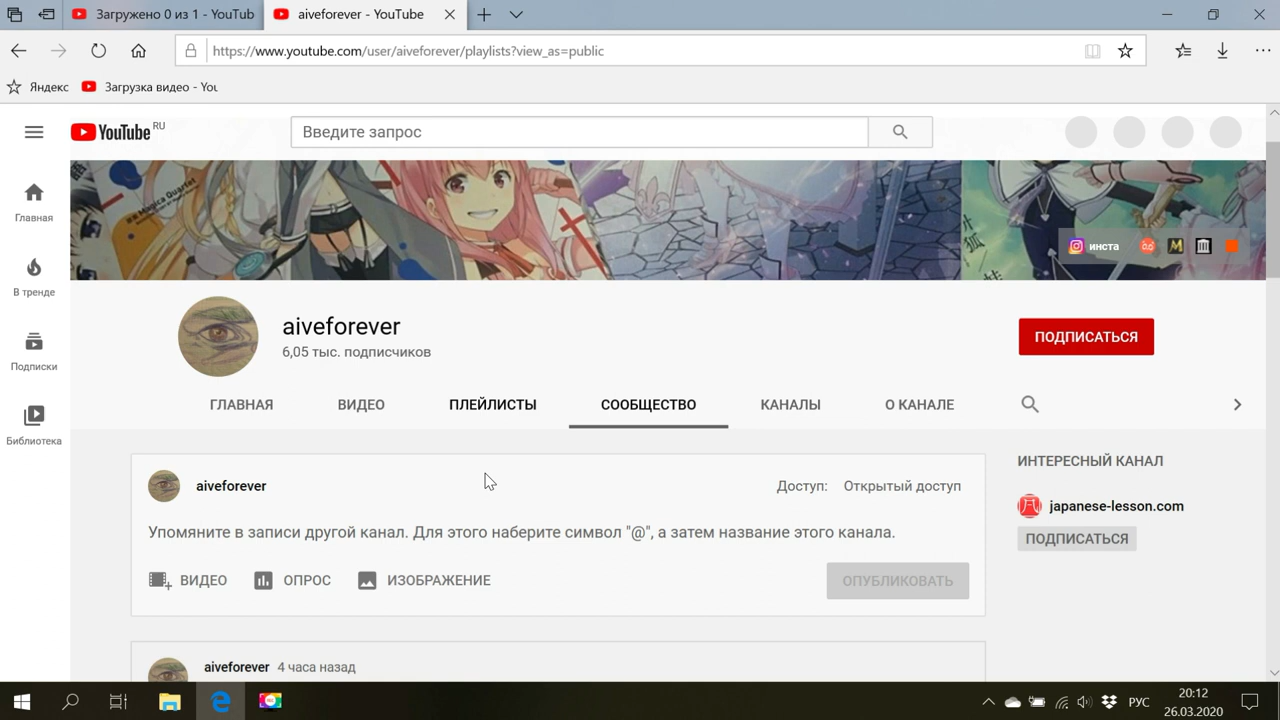 Загружено 0 из 1 - YouTub
aiveforever - YouTube
https://www.youtube.com/user/aiveforever/playlists?view_as=public
Яндекс
Загрузка видео - You
YouTube RU
Введите запрос
Главная
В тренде
Подписки
Библиотека
инста
aiveforever
6,05 тыс. подписчиков
ПОДПИСАТЬСЯ
ГЛАВНАЯ
ВИДЕО
ПЛЕЙЛИСТЫ
СООБЩЕСТВО
КАНАЛЫ
О КАНАЛЕ
aiveforever
Доступ: Открытый доступ
Упомяните в записи другой канал. Для этого наберите символ "@", а затем название этого канала.
ВИДЕО
ОПРОС
ИЗОБРАЖЕНИЕ
ОПУБЛИКОВАТЬ
ИНТЕРЕСНЫЙ КАНАЛ
japanese-lesson.com
ПОДПИСАТЬСЯ
aiveforever 4 часа назад
РУС
20:12
26.03.2020